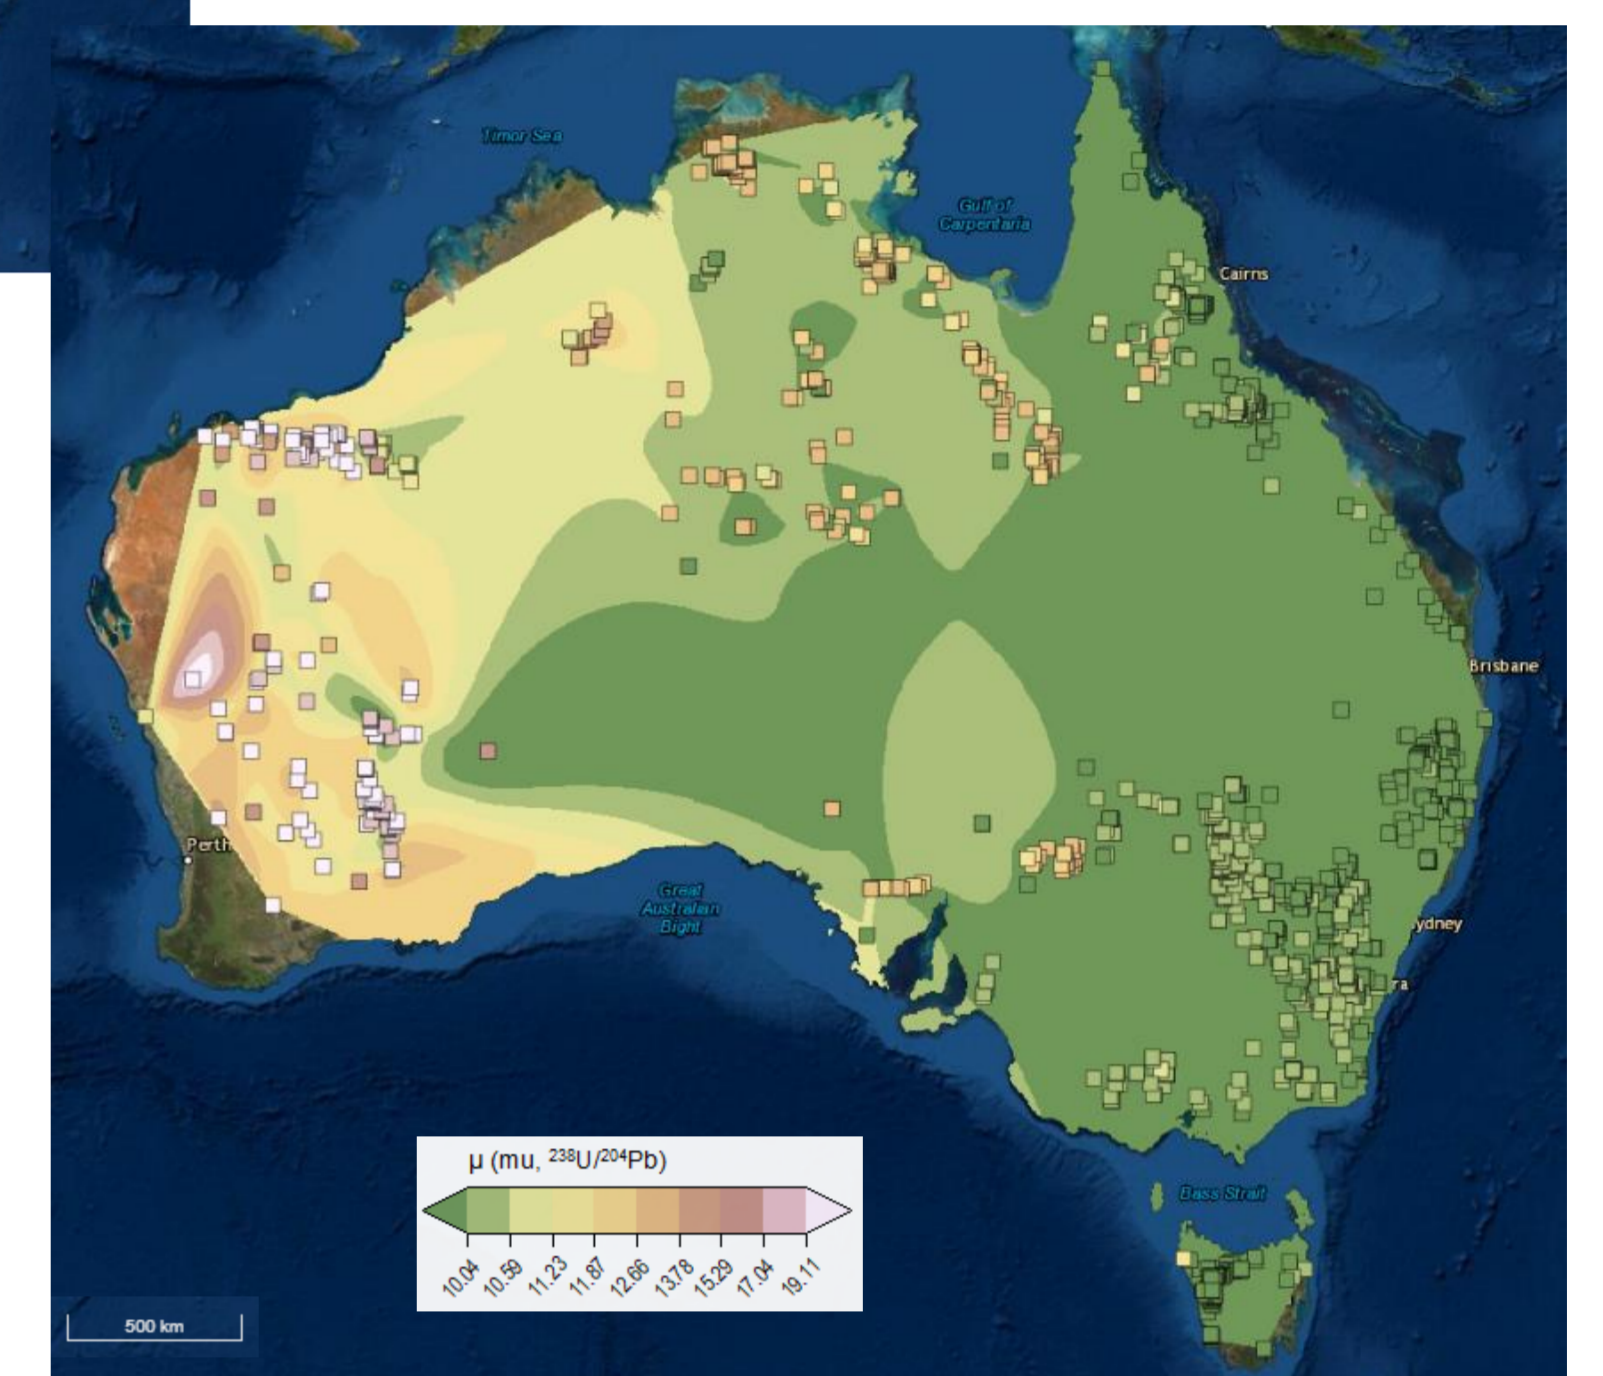 Timor Sea
Gulf of
Carpentaria
Cairns
Brisbane
Perth
Great
Australian
Bight
ydney
ra
Bass Strait
μ (mu, ²³⁸U/²⁰⁴Pb)
10.04
10.59
11.23
11.87
12.66
13.78
15.29
17.04
19.11
500 km